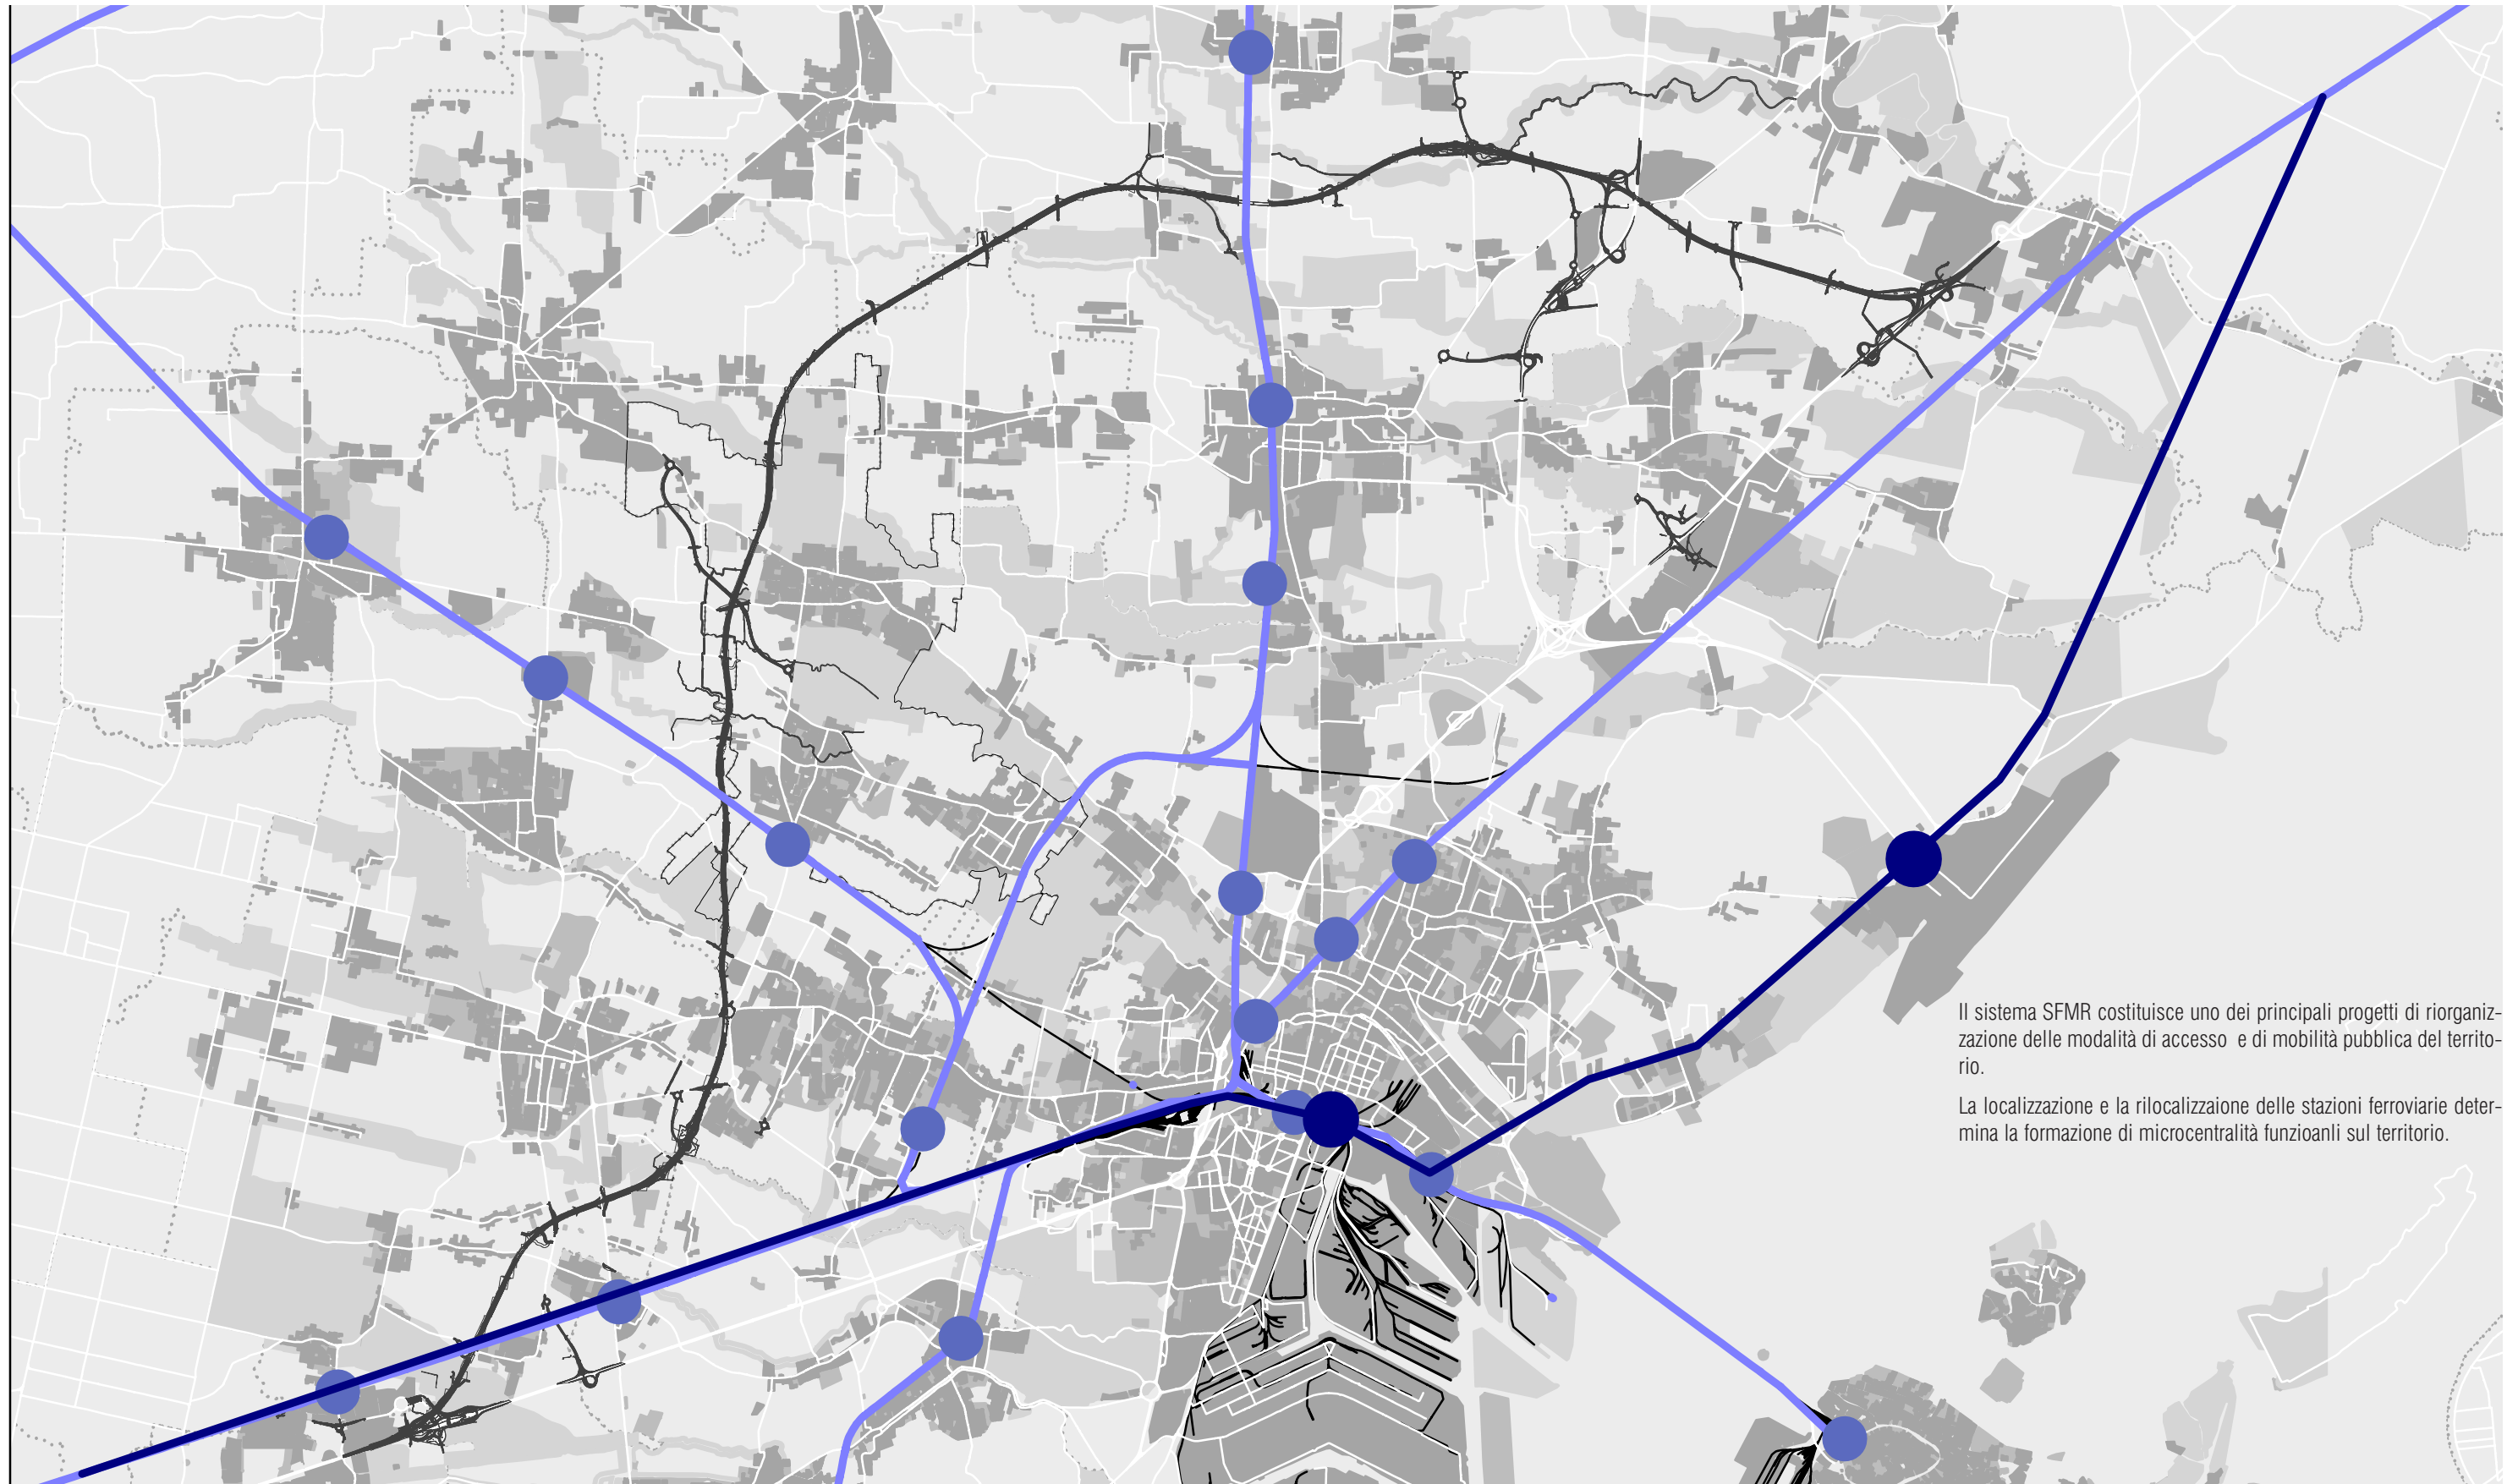 Il sistema SFMR costituisce uno dei principali progetti di riorganiz-
zazione delle modalità di accesso  e di mobilità pubblica del territo-
rio.
La localizzazione e la rilocalizzaione delle stazioni ferroviarie deter-
mina la formazione di microcentralità funzioanli sul territorio.